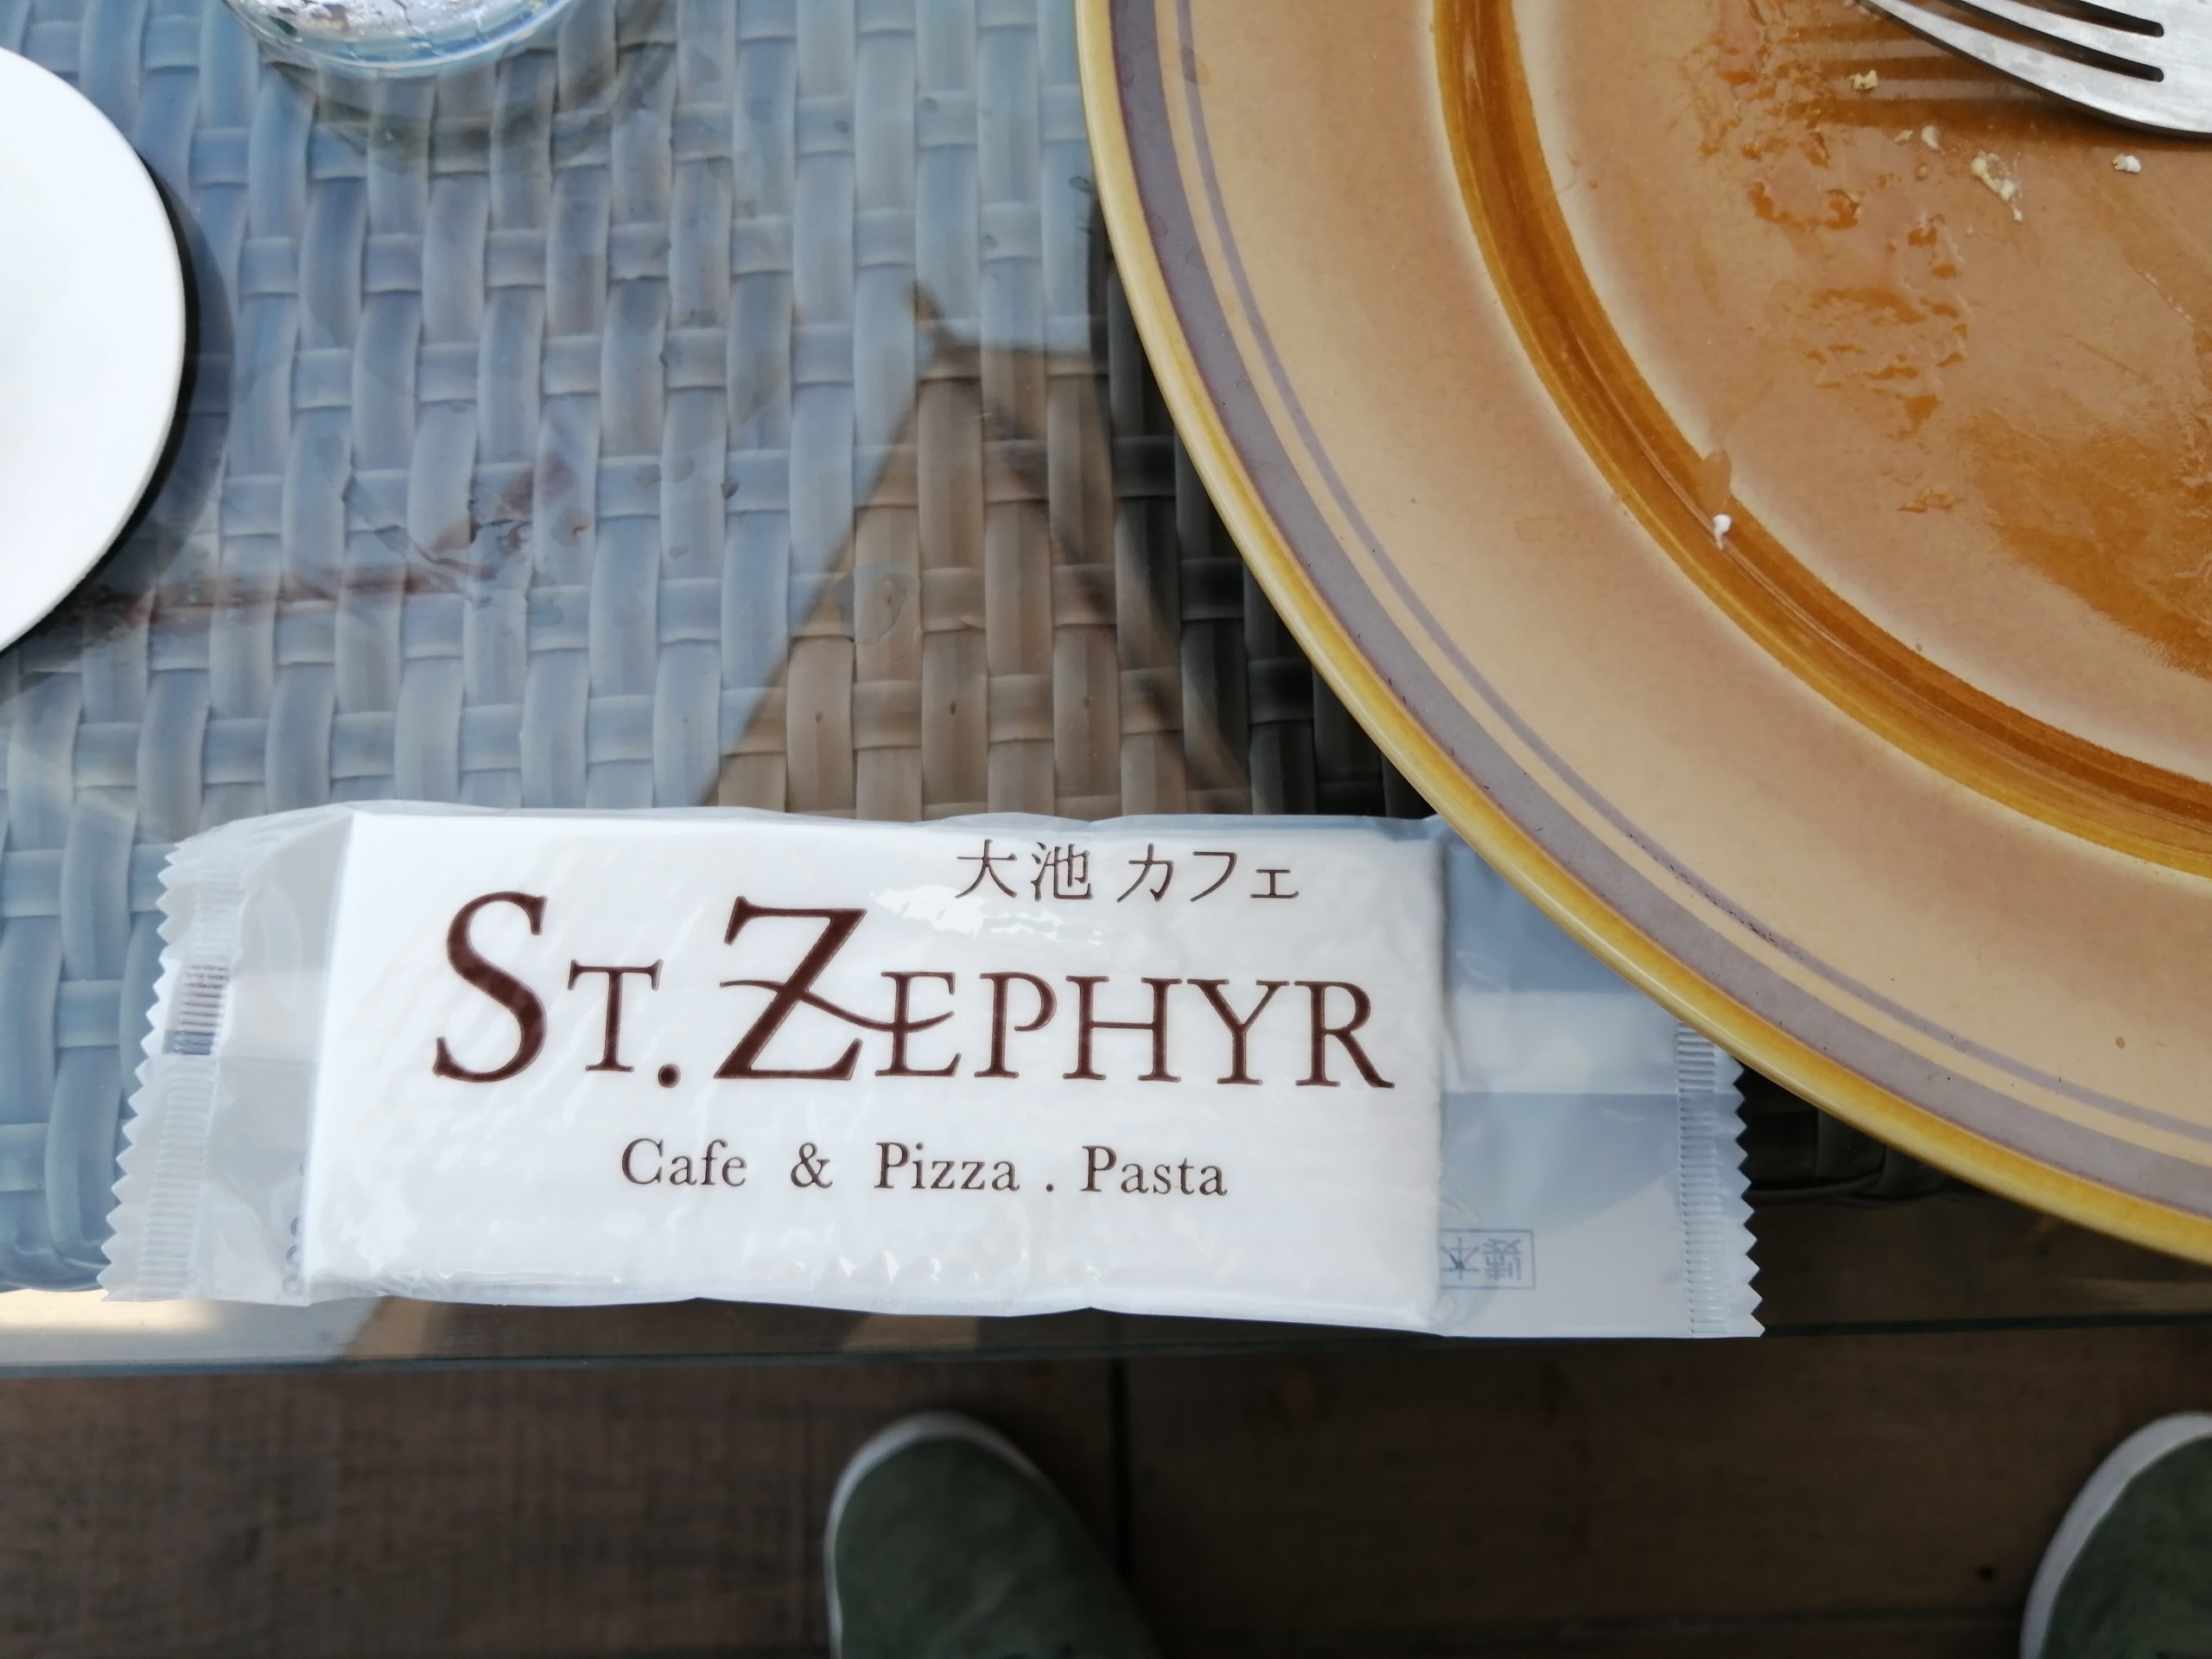 大池 カフェ
ST. ZEPHYR
Cafe & Pizza . Pasta